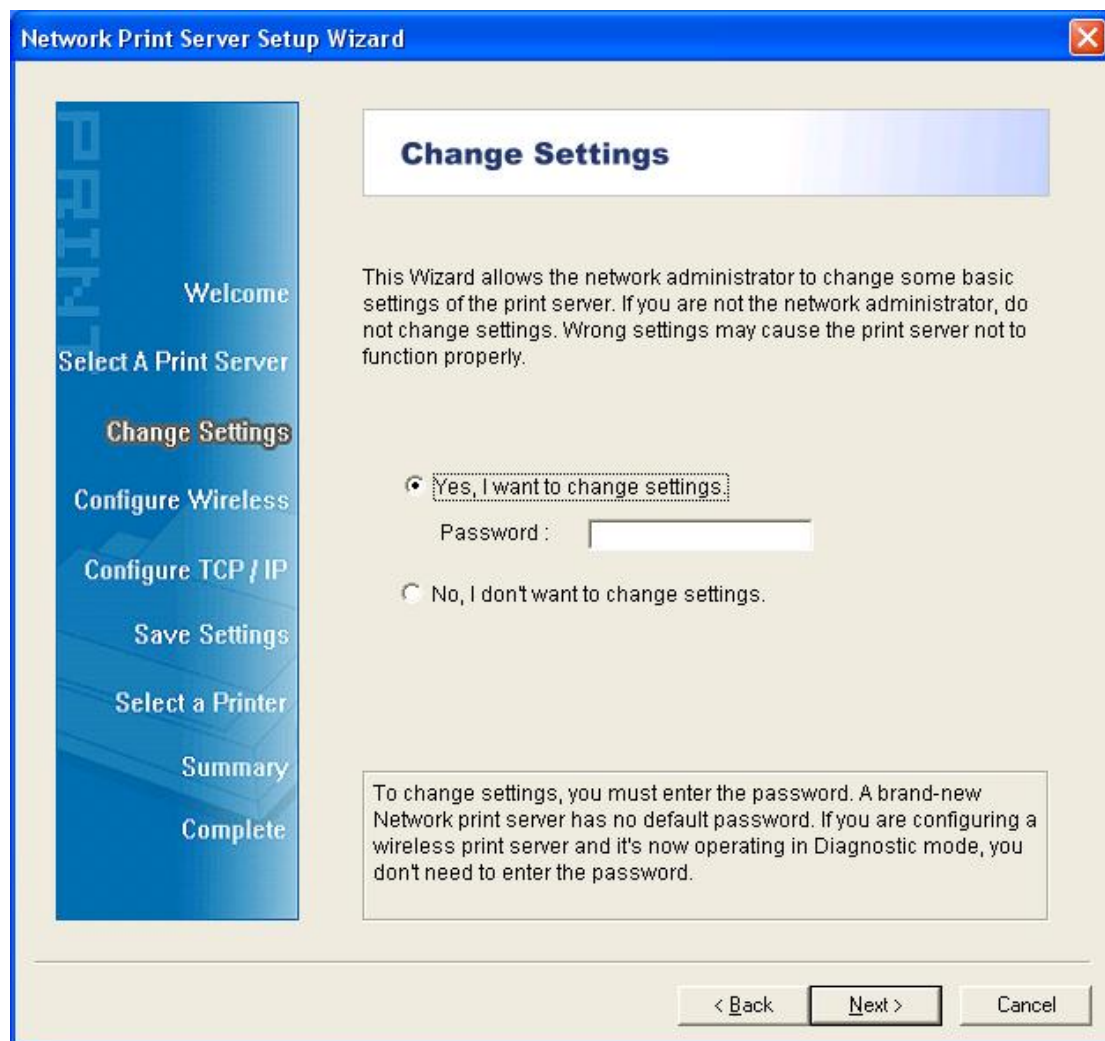 Network Print Server Setup Wizard
PRINT
Welcome
Select A Print Server
Change Settings
Configure Wireless
Configure TCP / IP
Save Settings
Select a Printer
Summary
Complete
Change Settings
This Wizard allows the network administrator to change some basic
settings of the print server. If you are not the network administrator, do
not change settings. Wrong settings may cause the print server not to
function properly.
Yes, I want to change settings.
Password :
No, I don't want to change settings.
To change settings, you must enter the password. A brand-new
Network print server has no default password. If you are configuring a
wireless print server and it's now operating in Diagnostic mode, you
don't need to enter the password.
< Back
Next >
Cancel